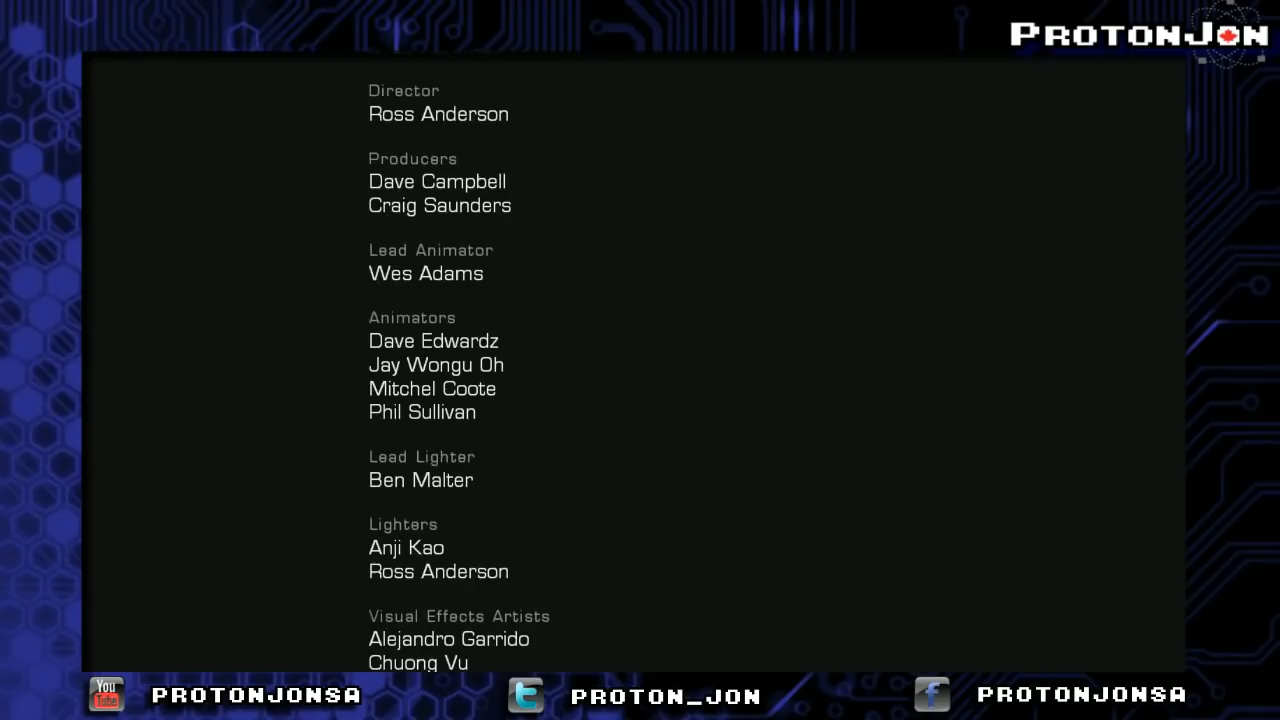 PROTONJON
Director
Ross Anderson
Producers
Dave Campbell
Craig Saunders
Lead Animator
Wes Adams
Animators
Dave Edwardz
Jay Wongu Oh
Mitchel Coote
Phil Sullivan
Lead Lighter
Ben Malter
Lighters
Anji Kao
Ross Anderson
Visual Effects Artists
Alejandro Garrido
Chuong Vu
You Tube PROTONJONSA PROTON_JON PROTONJONSA